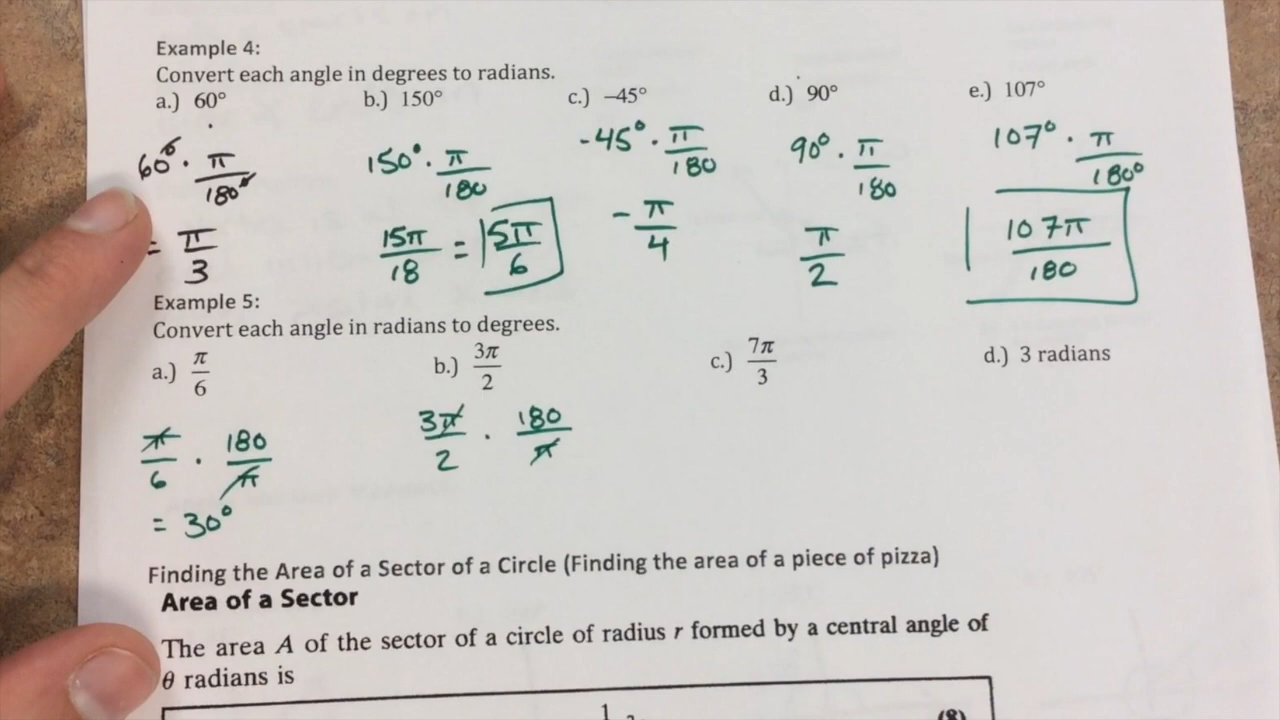 Example 4:
Convert each angle in degrees to radians.
a.) 60° b.) 150° c.) –45° d.) 90° e.) 107°
60° · π/180° 150° · π/180 -45° · π/180 90° · π/180 107° · π/180°
= π/3 15π/18 = 5π/6 - π/4 π/2 107π/180
Example 5:
Convert each angle in radians to degrees.
a.) π/6 b.) 3π/2 c.) 7π/3 d.) 3 radians
π/6 · 180/π 3π/2 · 180/π
= 30°
Finding the Area of a Sector of a Circle (Finding the area of a piece of pizza)
Area of a Sector
The area A of the sector of a circle of radius r formed by a central angle of
θ radians is